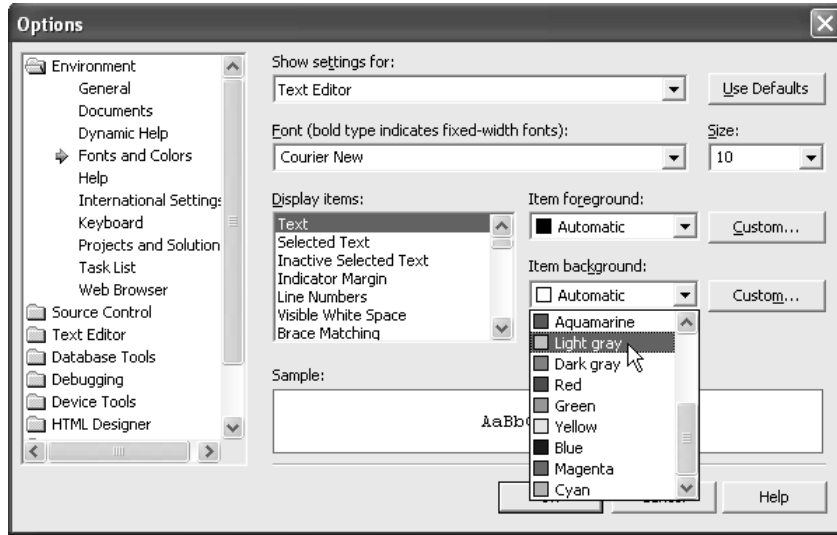 Options
Environment
General
Documents
Dynamic Help
Fonts and Colors
Help
International Settings
Keyboard
Projects and Solution
Task List
Web Browser
Source Control
Text Editor
Database Tools
Debugging
Device Tools
HTML Designer
Show settings for:
Text Editor
Use Defaults
Font (bold type indicates fixed-width fonts):
Size:
Courier New
10
Display items:
Text
Selected Text
Inactive Selected Text
Indicator Margin
Line Numbers
Visible White Space
Brace Matching
Item foreground:
Automatic
Custom...
Item background:
Automatic
Custom...
Aquamarine
Light gray
Dark gray
Red
Green
Yellow
Blue
Magenta
Cyan
Sample:
AaBb
Help